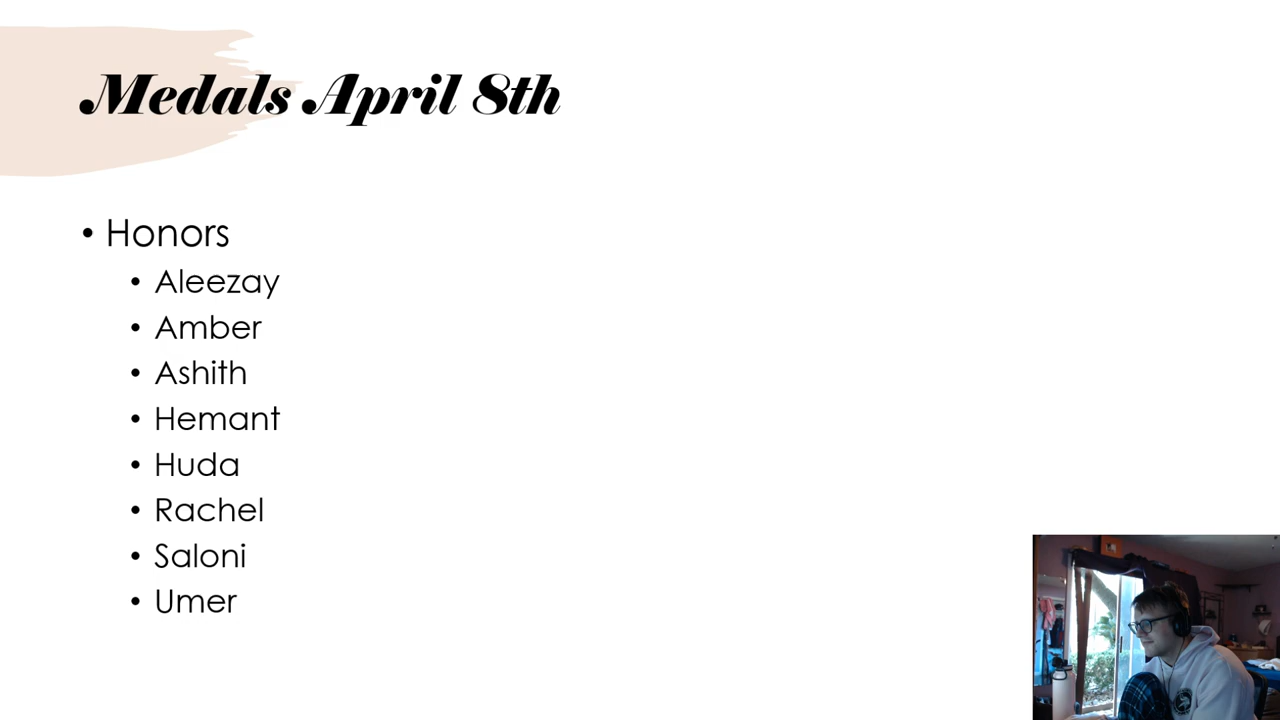 Medals April 8th
• Honors
• Aleezay
• Amber
• Ashith
• Hemant
• Huda
• Rachel
• Saloni
• Umer